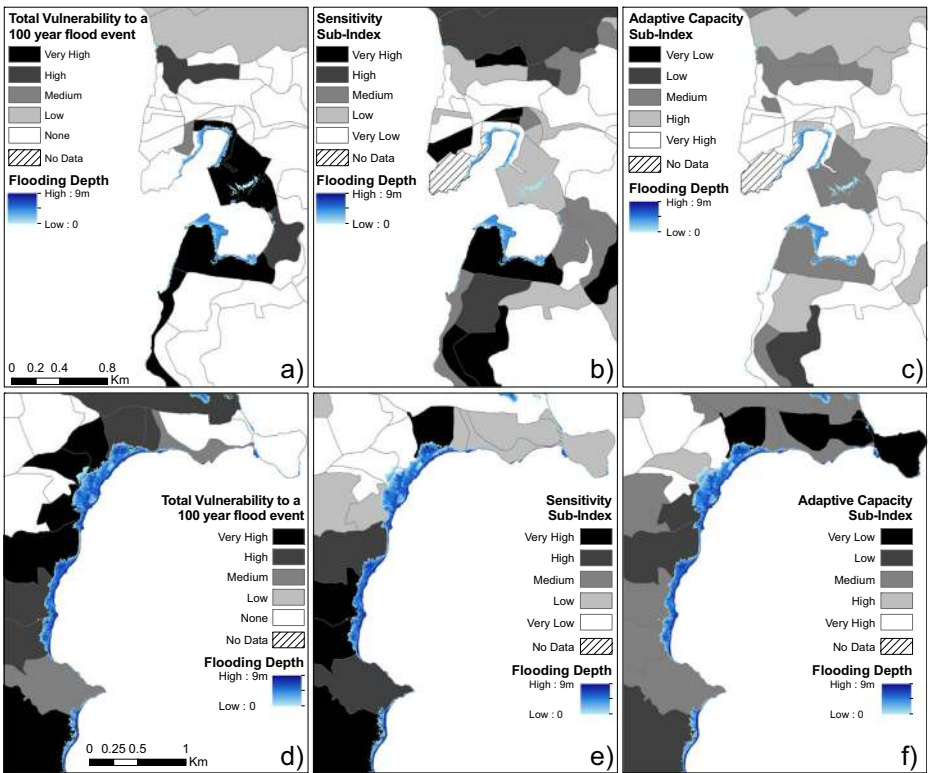 Total Vulnerability to a
100 year flood event
Very High
High
Medium
Low
None
No Data
Flooding Depth
High : 9m
Low : 0
0 0.2 0.4 0.8
Km
a)
Sensitivity
Sub-Index
Very High
High
Medium
Low
Very Low
No Data
Flooding Depth
High : 9m
Low : 0
b)
Adaptive Capacity
Sub-Index
Very Low
Low
Medium
High
Very High
No Data
Flooding Depth
High : 9m
Low : 0
c)
Total Vulnerability to a
100 year flood event
Very High
High
Medium
Low
None
No Data
Flooding Depth
High : 9m
Low : 0
0 0.25 0.5 1
Km
d)
Sensitivity
Sub-Index
Very High
High
Medium
Low
Very Low
No Data
Flooding Depth
High : 9m
Low : 0
e)
Adaptive Capacity
Sub-Index
Very Low
Low
Medium
High
Very High
No Data
Flooding Depth
High : 9m
Low : 0
f)